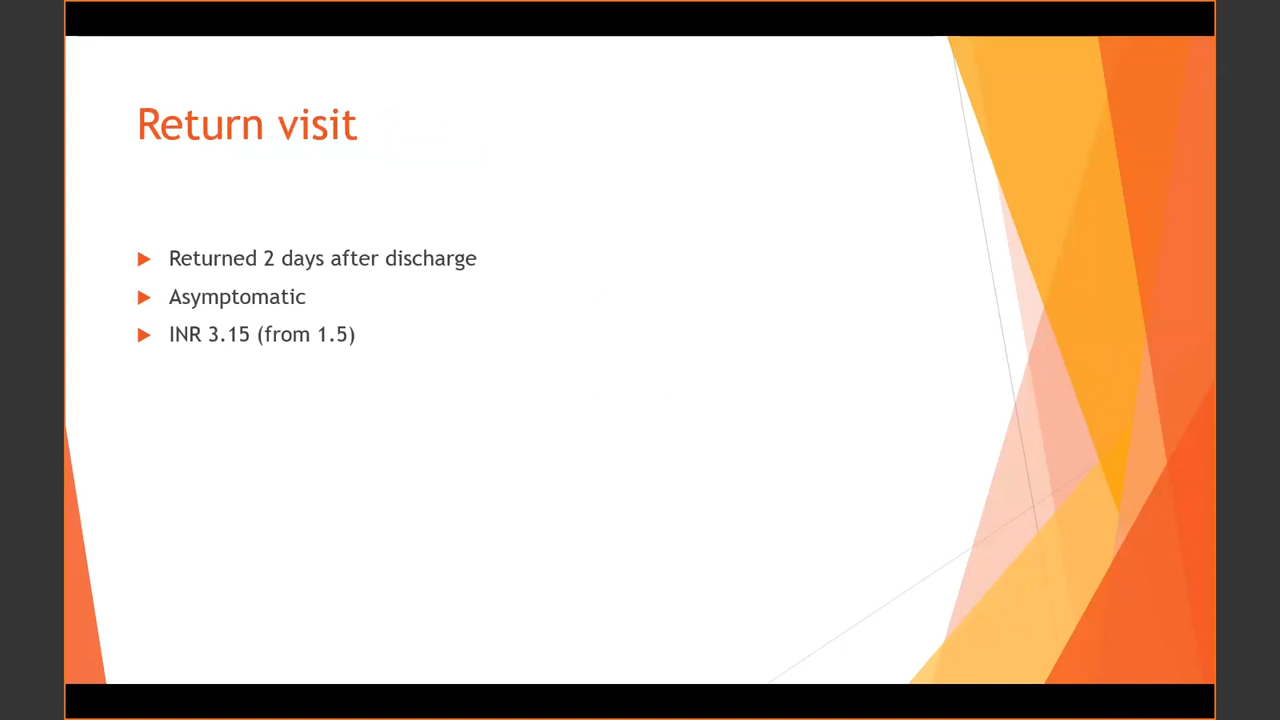 Return visit
Returned 2 days after discharge
Asymptomatic
INR 3.15 (from 1.5)